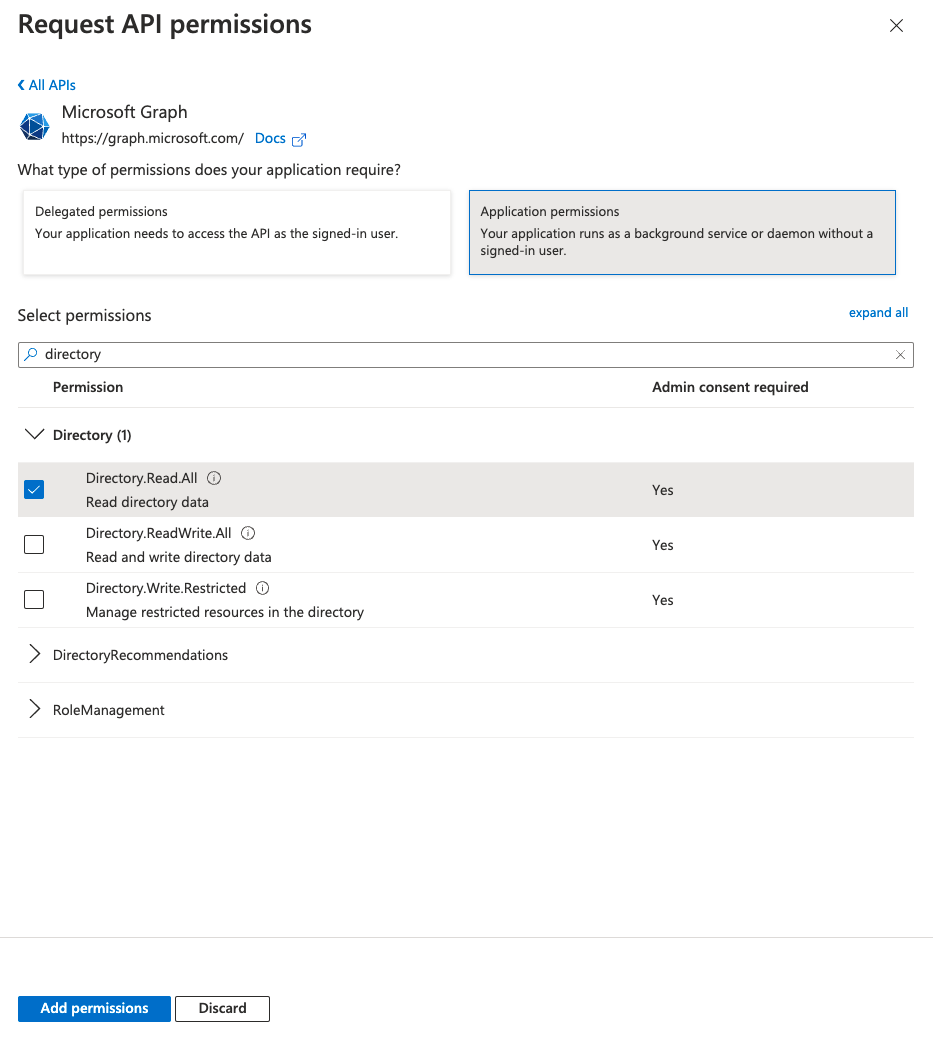 Request API permissions
All APIs
Microsoft Graph
https://graph.microsoft.com/ Docs
What type of permissions does your application require?
Delegated permissions
Your application needs to access the API as the signed-in user.
Application permissions
Your application runs as a background service or daemon without a
signed-in user.
Select permissions
expand all
directory
Permission
Admin consent required
Directory (1)
Directory.Read.All
Read directory data
Yes
Directory.ReadWrite.All
Read and write directory data
Yes
Directory.Write.Restricted
Manage restricted resources in the directory
Yes
DirectoryRecommendations
RoleManagement
Add permissions
Discard